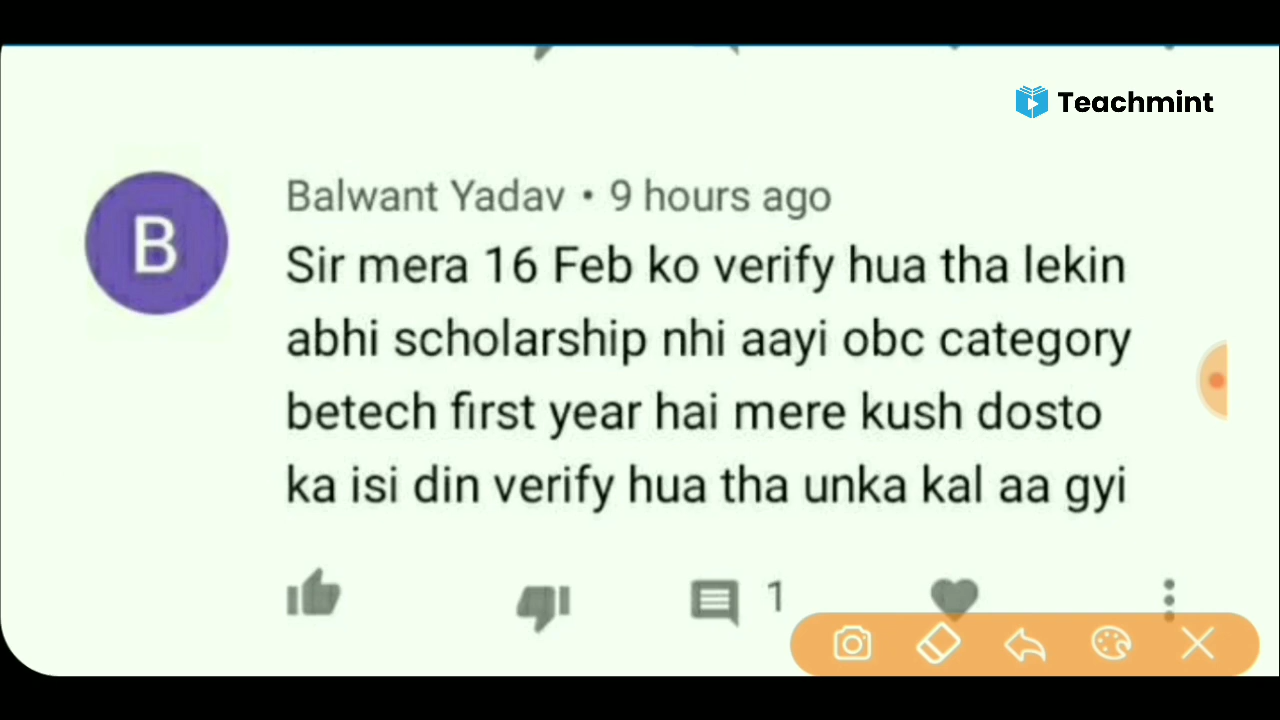 Teachmint
B
Balwant Yadav • 9 hours ago
Sir mera 16 Feb ko verify hua tha lekin
abhi scholarship nhi aayi obc category
betech first year hai mere kush dosto
ka isi din verify hua tha unka kal aa gyi
1